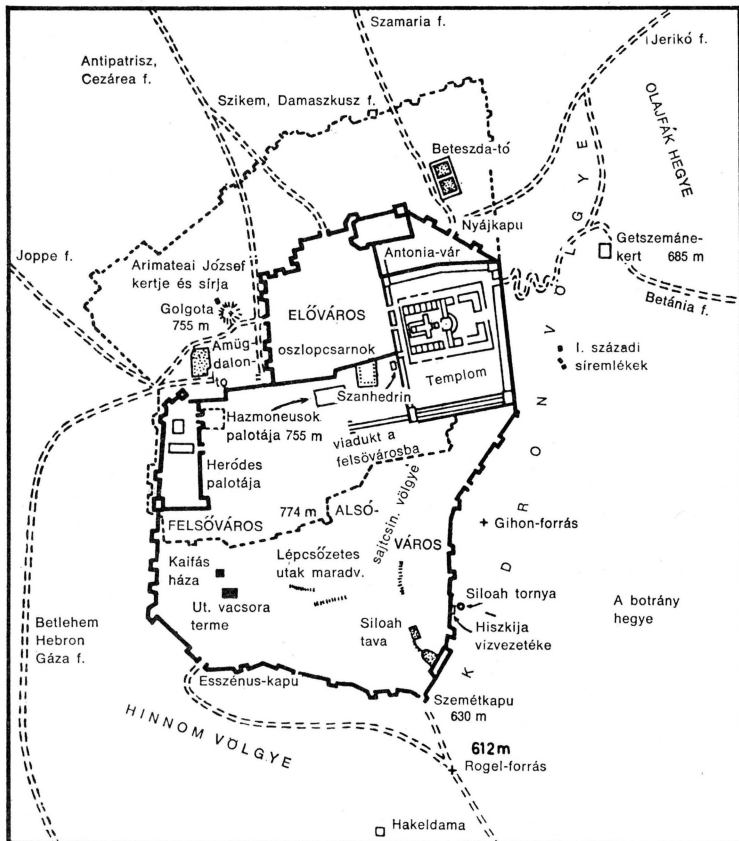 Szamaria f.
Jerikó f.
Antipatrisz,
Cezárea f.
Szikem, Damaszkusz f.
OLAJFÁK HEGYE
Beteszda-tó
Nyájkapu
Getszemáne-
kert 685 m
Antonia-vár
Joppe f.
Arimateai József
kertje és sírja
Golgota
755 m
Betánia f.
ELŐVÁROS
oszlopcsarnok
Amüg-
dalon-
tó
I. századi
síremlékek
Templom
Szanhedrin
Hazmoneusok
palotája 755 m
viadukt a
felsövárosba
Heródes
palotája
KIDRON VÖLGYE
sajtcsin. völgye
774 m
ALSÓ-
VÁROS
FELSŐVÁROS
Gihon-forrás
Kaifás
háza
Lépcsőzetes
utak maradv.
Ut. vacsora
terme
Siloah tornya
A botrány
hegye
Siloah
tava
Hiszkija
vízvezetéke
Betlehem
Hebron
Gáza f.
Esszénus-kapu
Szemétkapu
630 m
HINNOM VÖLGYE
612m
Rogel-forrás
Hakeldama